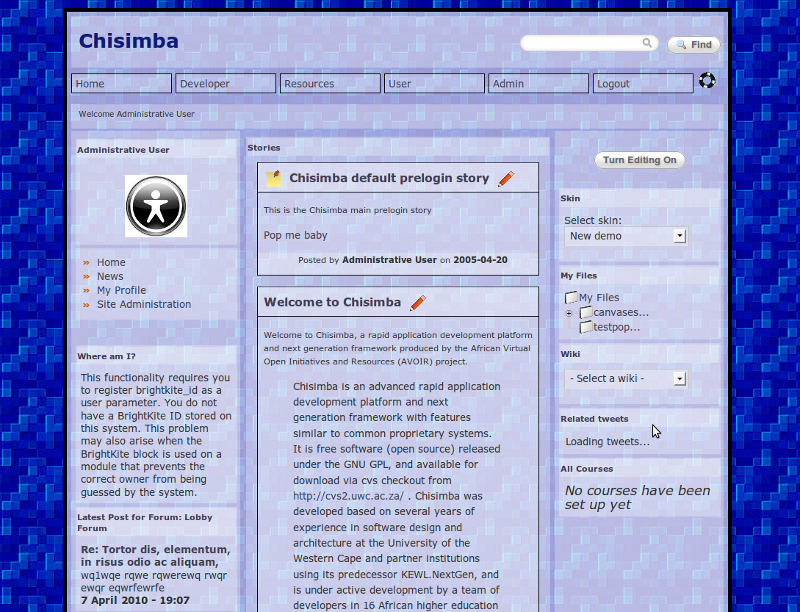 Chisimba
Find
Home
Developer
Resources
User
Admin
Logout
Welcome Administrative User
Administrative User
» Home
» News
» My Profile
» Site Administration
Where am I?
This functionality requires you
to register brightkite_id as a
user parameter. You do not
have a BrightKite ID stored on
this system. This problem
may also arise when the
BrightKite block is used on a
module that prevents the
correct owner from being
guessed by the system.
Latest Post for Forum: Lobby
Forum
Re: Tortor dis, elementum,
in risus odio ac aliquam,
wq1wqe rqwe rqwerewq rwqr
ewqr eqwrfewrfe
7 April 2010 - 19:07
Stories
Chisimba default prelogin story
This is the Chisimba main prelogin story
Pop me baby
Posted by Administrative User on 2005-04-20
Welcome to Chisimba
Welcome to Chisimba, a rapid application development platform
and next generation framework produced by the African Virtual
Open Initiatives and Resources (AVOIR) project.
Chisimba is an advanced rapid application
development platform and next
generation framework with features
similar to common proprietary systems.
It is free software (open source) released
under the GNU GPL, and available for
download via cvs checkout from
http://cvs2.uwc.ac.za/ . Chisimba was
developed based on several years of
experience in software design and
architecture at the University of the
Western Cape and partner institutions
using its predecessor KEWL.NextGen, and
is under active development by a team of
developers in 16 African higher education
Turn Editing On
Skin
Select skin:
New demo
My Files
My Files
canvases...
testpop...
Wiki
- Select a wiki -
Related tweets
Loading tweets...
All Courses
No courses have been
set up yet